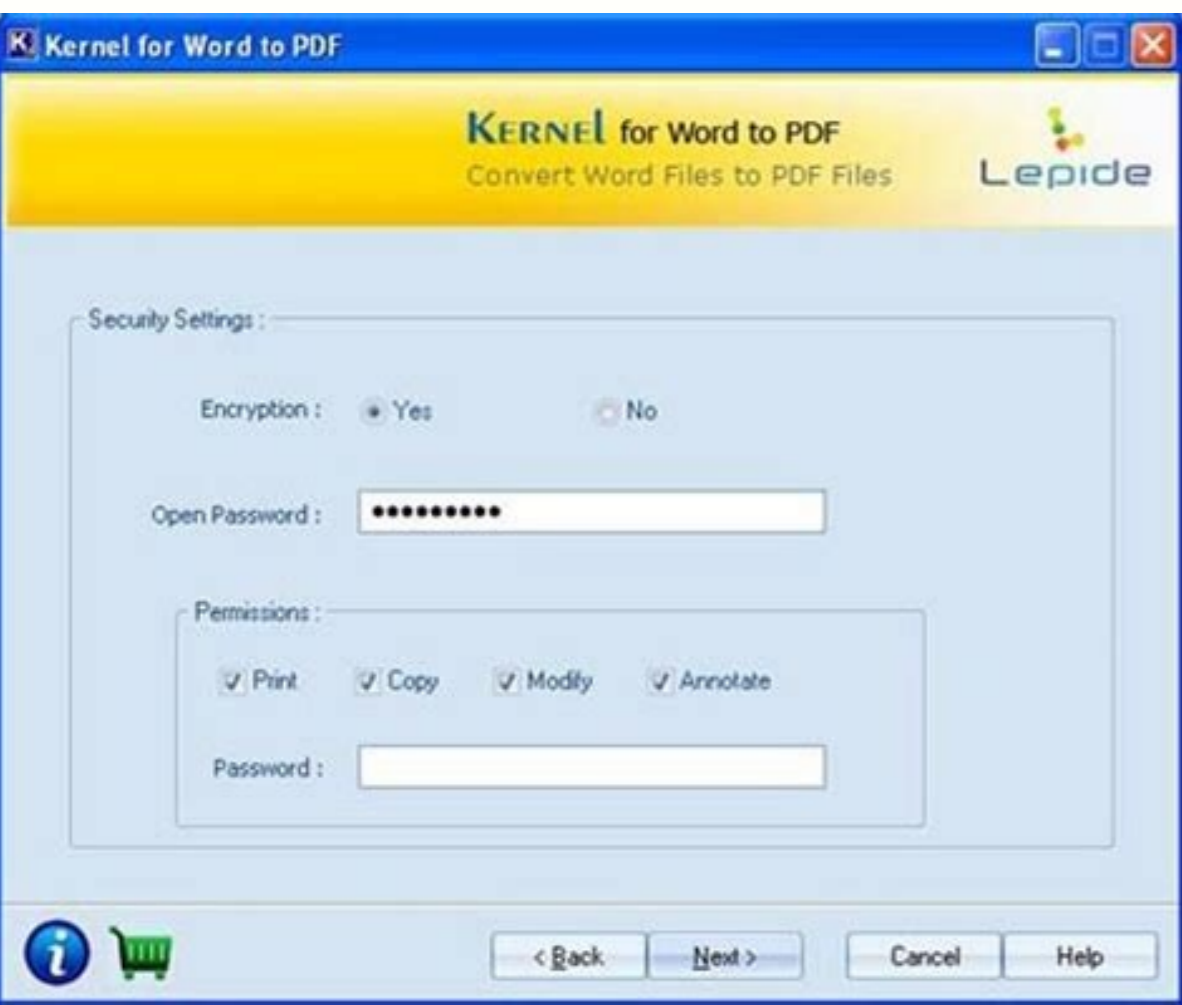 Kernel for Word to PDF
KERNEL for Word to PDF
Convert Word Files to PDF Files
Lepide
Security Settings :
Encryption : Yes No
Open Password : •••••••••
Permissions :
Print Copy Modify Annotate
Password :
< Back Next > Cancel Help